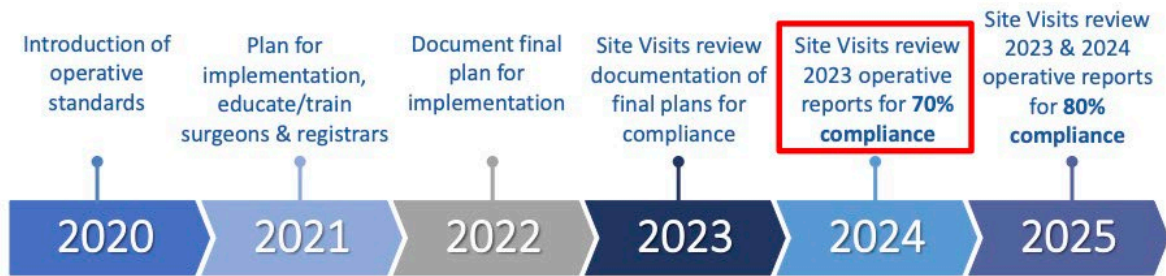 Introduction of
operative
standards
Plan for
implementation,
educate/train
surgeons & registrars
Document final
plan for
implementation
Site Visits review
documentation of
final plans for
compliance
Site Visits review
2023 operative
reports for 70%
compliance
Site Visits review
2023 & 2024
operative reports
for 80%
compliance
2020
2021
2022
2023
2024
2025